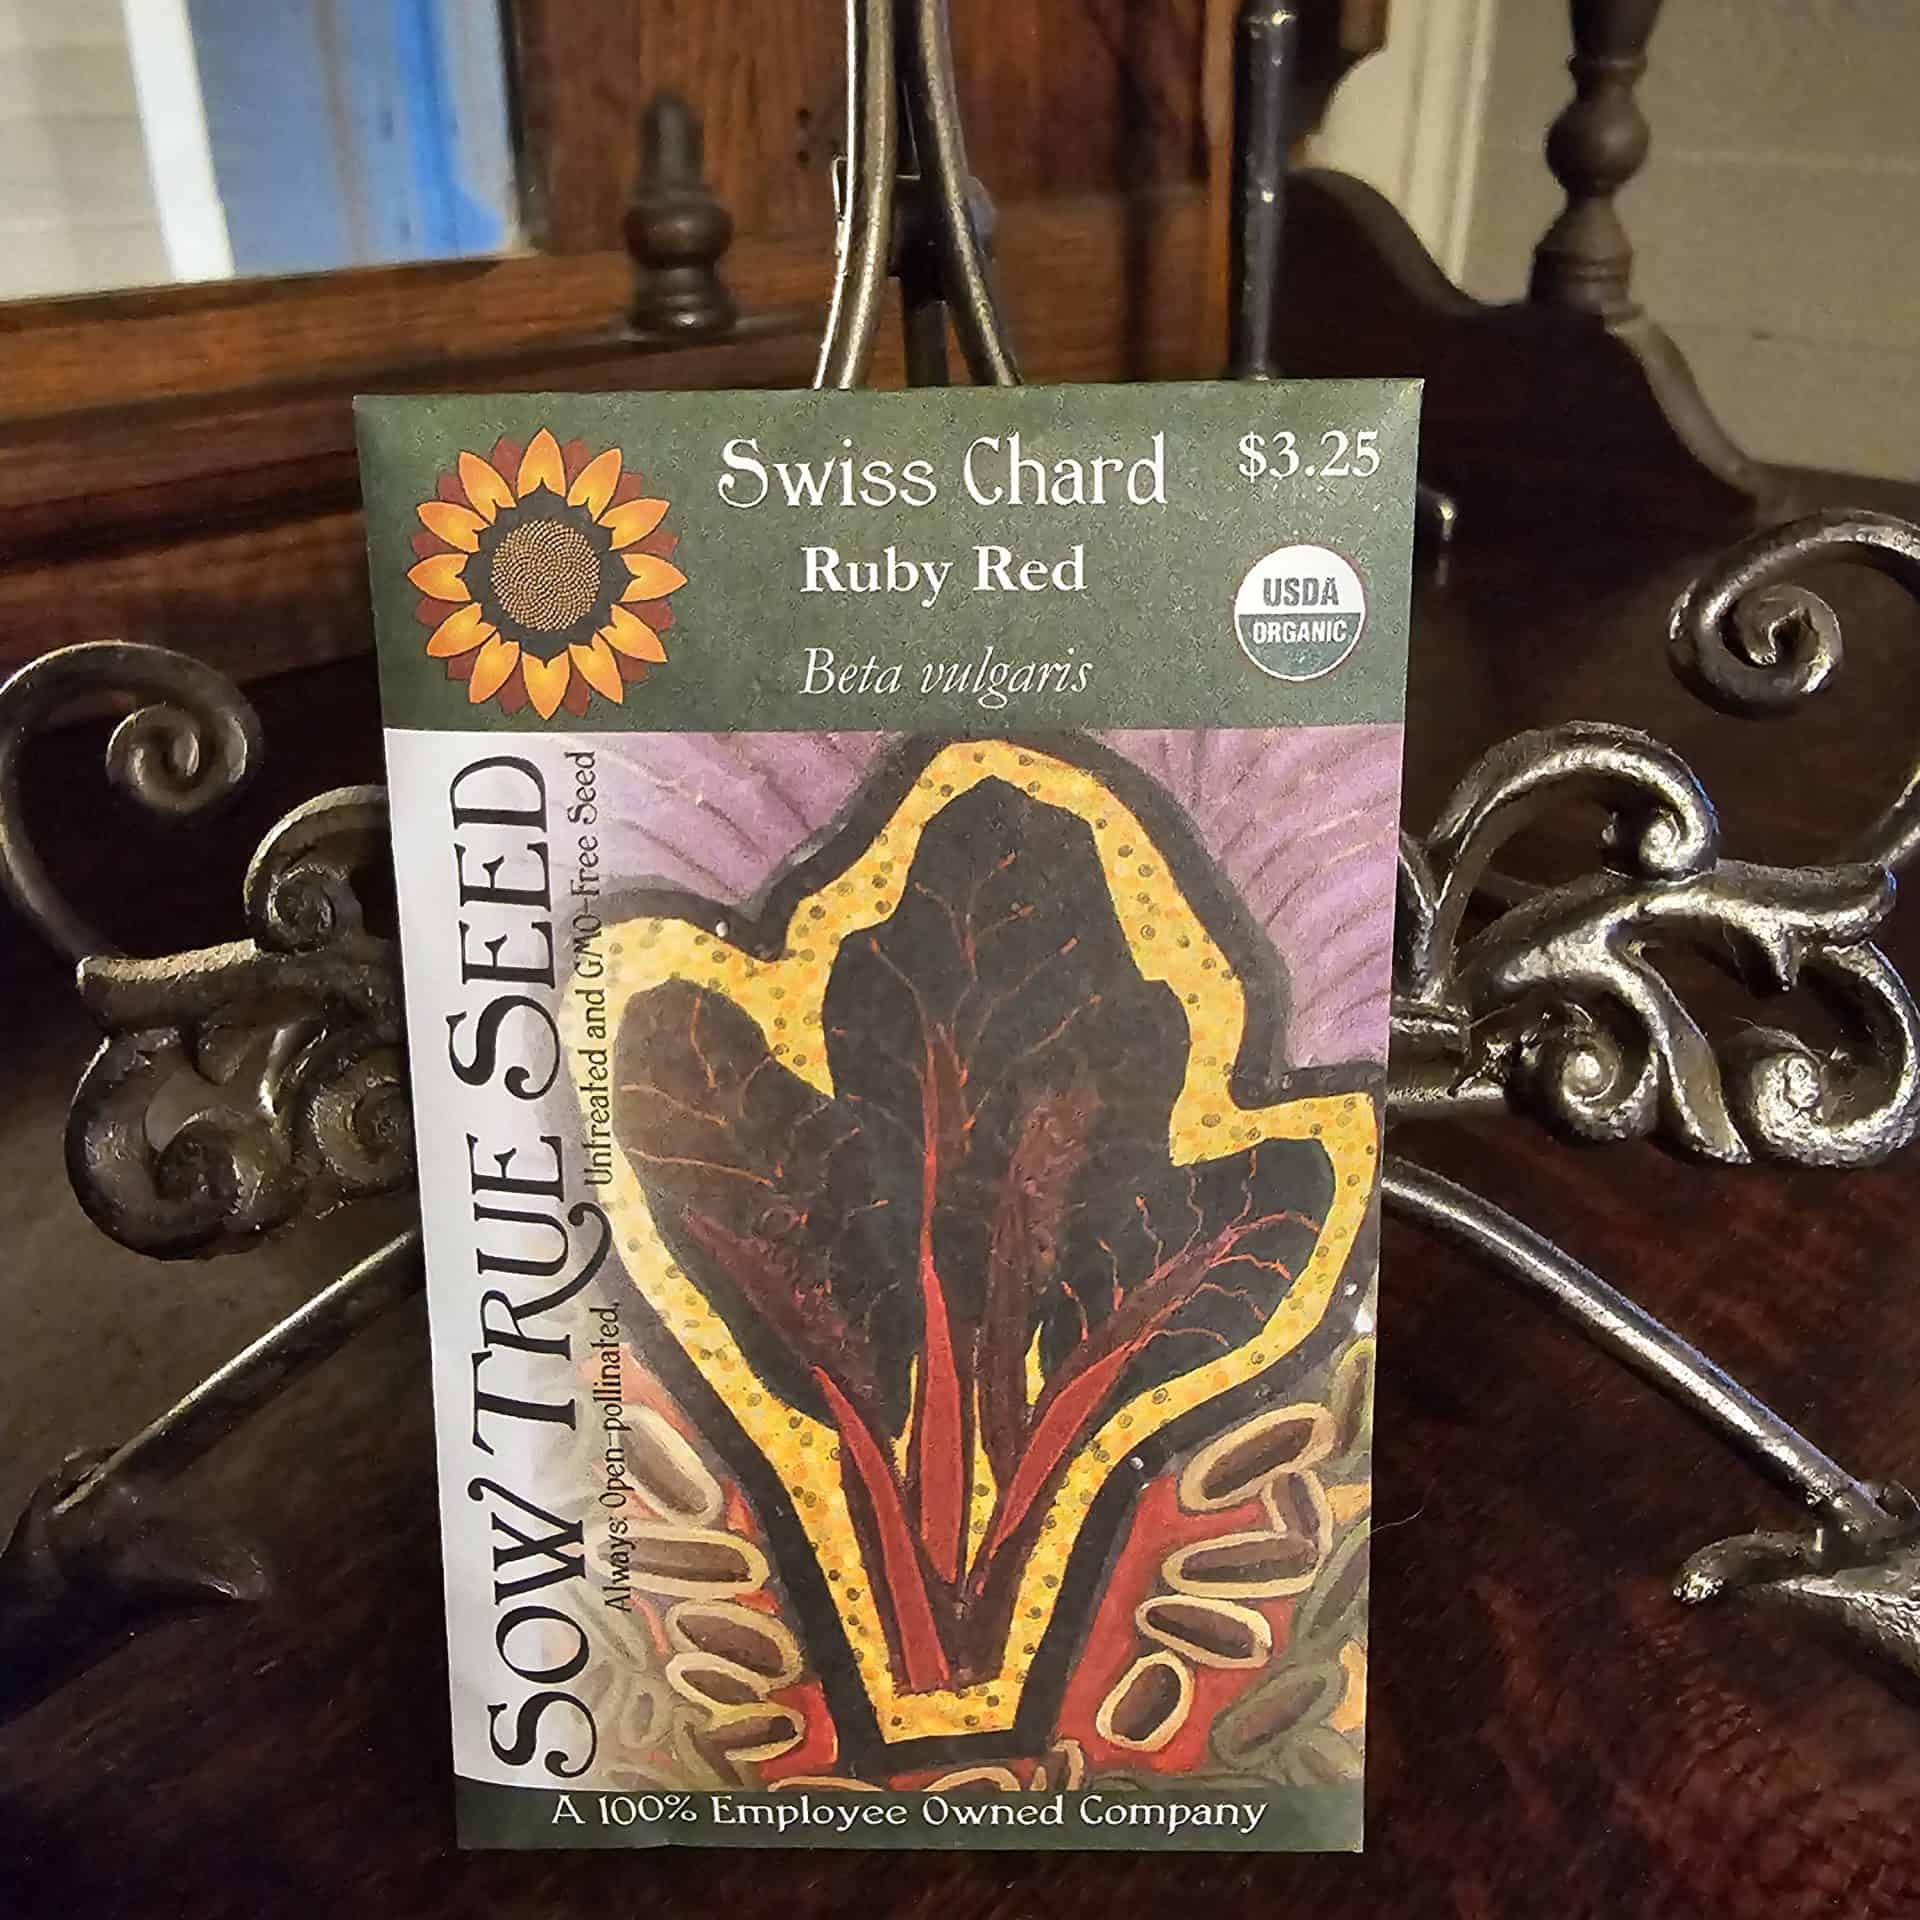 Swiss Chard
$3.25
Ruby Red
USDA
ORGANIC
Beta vulgaris
SOW TRUE SEED
Always: Open-pollinated, Untreated and GMO-Free Seed
A 100% Employee Owned Company